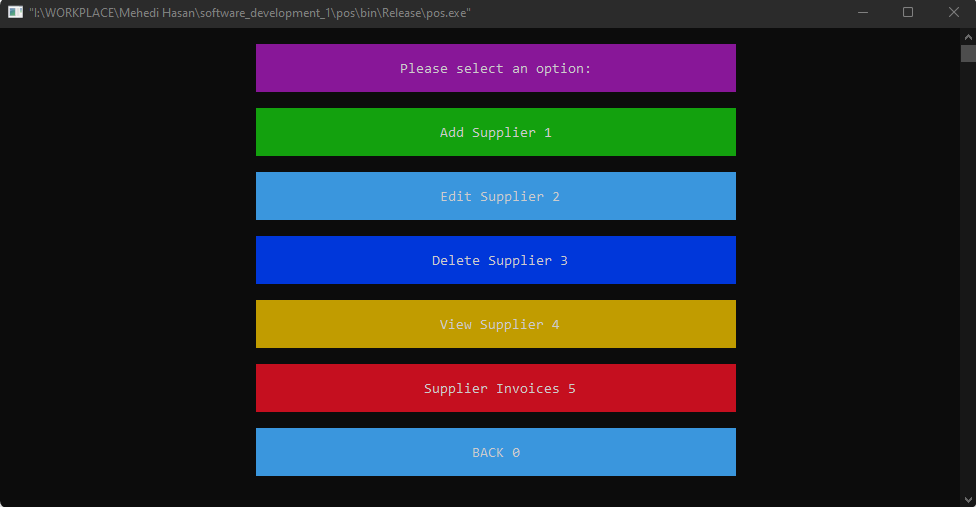 "I:\WORKPLACE\Mehedi Hasan\software_development_1\pos\bin\Release\pos.exe"
Please select an option:
Add Supplier 1
Edit Supplier 2
Delete Supplier 3
View Supplier 4
Supplier Invoices 5
BACK 0